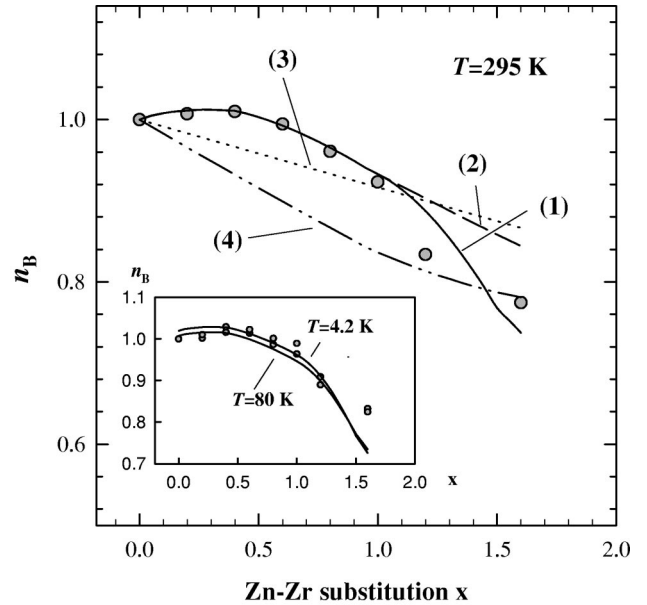 T=295 K
(3)
1.0
(2)
(1)
(4)
n_B
0.8
0.6
n_B
1.1
1.0
0.9
0.8
0.7
T=4.2 K
T=80 K
0.0 0.5 1.0 1.5 2.0
x
0.0 0.5 1.0 1.5 2.0
Zn-Zr substitution x